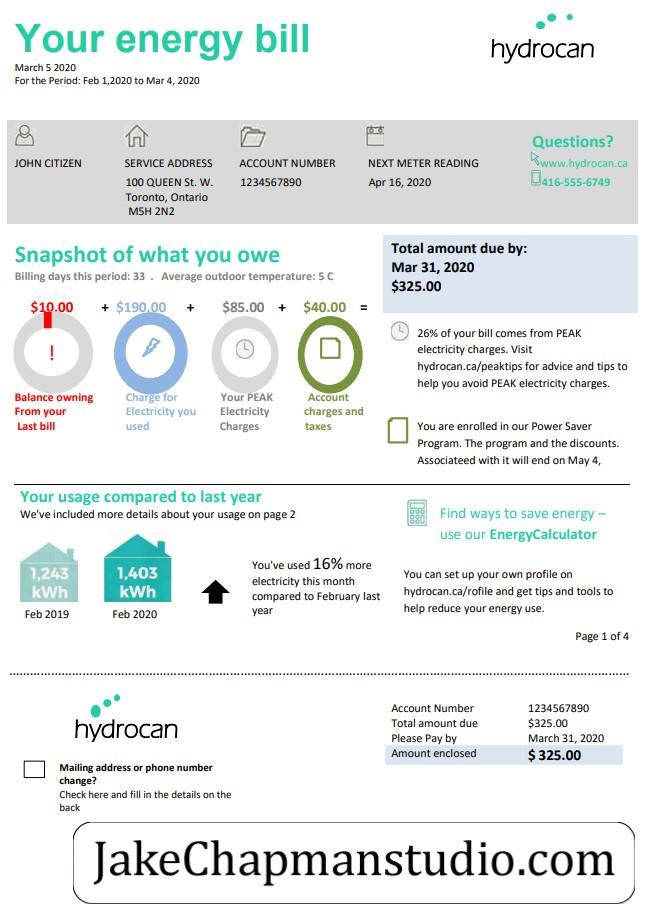 Your energy bill
March 5 2020
For the Period: Feb 1,2020 to Mar 4, 2020
hydrocan
JOHN CITIZEN
SERVICE ADDRESS
100 QUEEN St. W.
Toronto, Ontario
M5H 2N2
ACCOUNT NUMBER
1234567890
NEXT METER READING
Apr 16, 2020
Questions?
www.hydrocan.ca
416-555-6749
Snapshot of what you owe
Billing days this period: 33 . Average outdoor temperature: 5 C
$10.00 + $190.00 + $85.00 + $40.00 =
!
Balance owning
From your
Last bill
Charge for
Electricity you
used
Your PEAK
Electricity
Charges
Account
charges and
taxes
Total amount due by:
Mar 31, 2020
$325.00
26% of your bill comes from PEAK
electricity charges. Visit
hydrocan.ca/peaktips for advice and tips to
help you avoid PEAK electricity charges.
You are enrolled in our Power Saver
Program. The program and the discounts.
Associateed with it will end on May 4,
Your usage compared to last year
We've included more details about your usage on page 2
1,243
kWh
Feb 2019
1,403
kWh
Feb 2020
You've used 16% more
electricity this month
compared to February last
year
Find ways to save energy –
use our EnergyCalculator
You can set up your own profile on
hydrocan.ca/rofile and get tips and tools to
help reduce your energy use.
Page 1 of 4
hydrocan
Mailing address or phone number
change?
Check here and fill in the details on the
back
Account Number 1234567890
Total amount due $325.00
Please Pay by March 31, 2020
Amount enclosed $ 325.00
JakeChapmanstudio.com